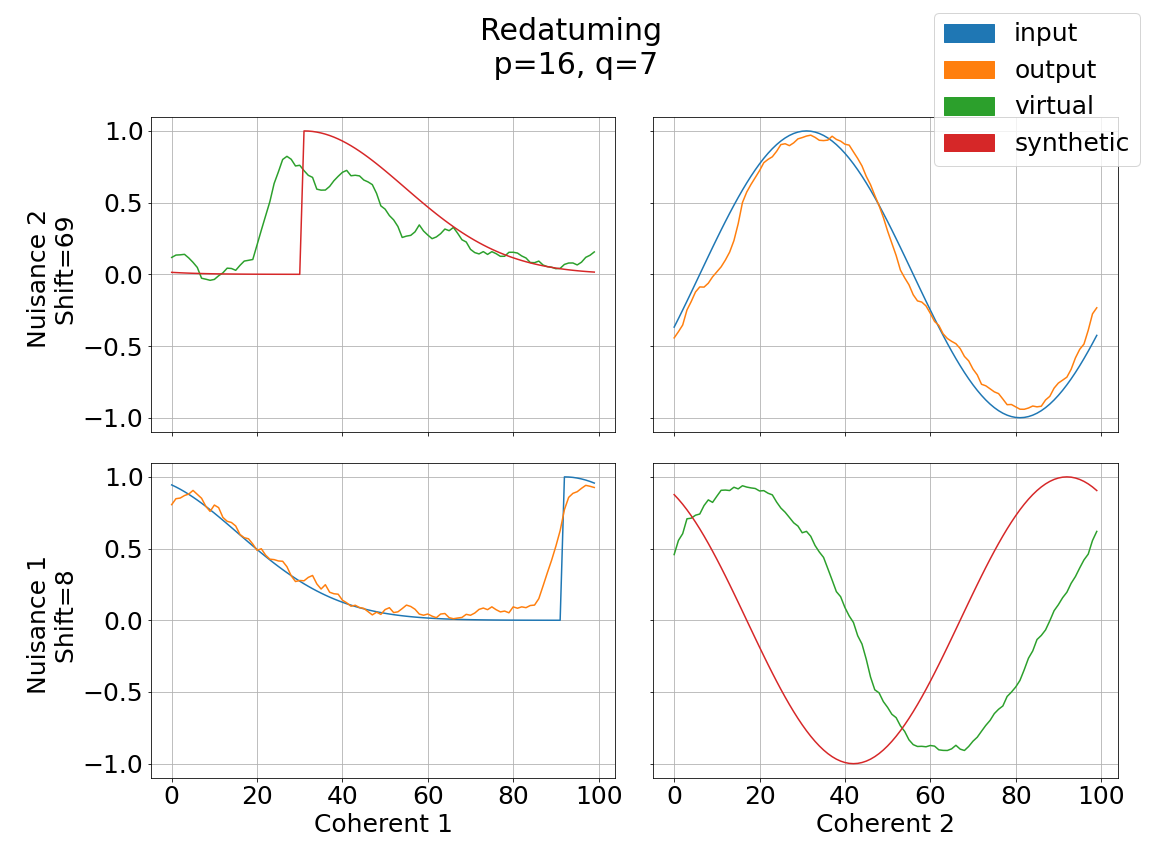 Redatuming
p=16, q=7
input
output
virtual
synthetic
Nuisance 2
Shift=69
1.0
0.5
0.0
−0.5
−1.0
Nuisance 1
Shift=8
1.0
0.5
0.0
−0.5
−1.0
0 20 40 60 80 100
0 20 40 60 80 100
Coherent 1
Coherent 2